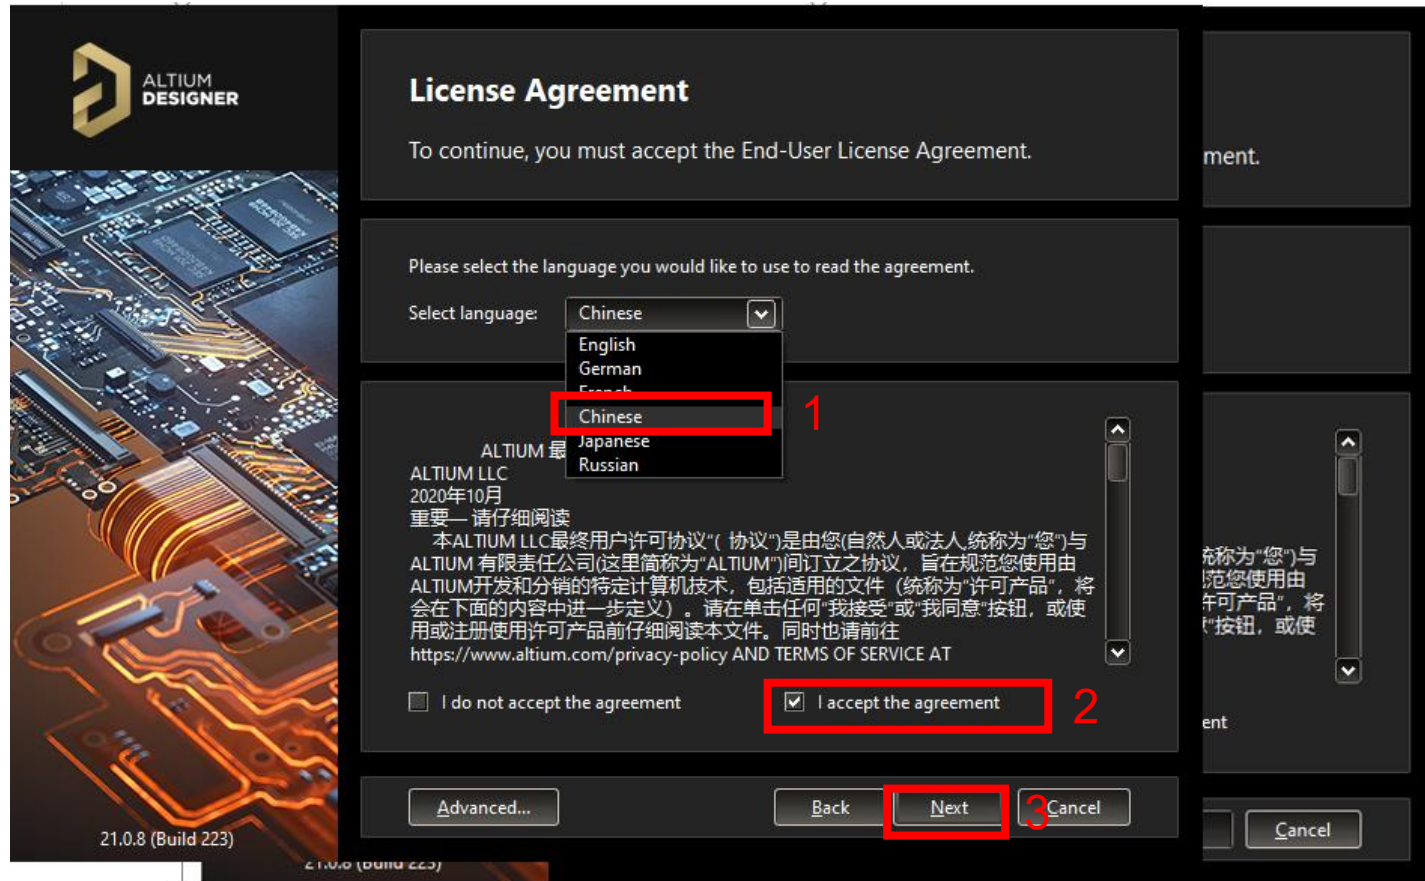 ALTIUM
DESIGNER
License Agreement
To continue, you must accept the End-User License Agreement.
ment.
Please select the language you would like to use to read the agreement.
Select language:
Chinese
English
German
French
Chinese
1
Japanese
Russian
ALTIUM 最
ALTIUM LLC
2020年10月
重要— 请仔细阅读
本ALTIUM LLC最终用户许可协议“( 协议”)是由您(自然人或法人,统称为“您”)与
ALTIUM 有限责任公司(这里简称为“ALTIUM”)间订立之协议，旨在规范您使用由
ALTIUM开发和分销的特定计算机技术，包括适用的文件（统称为“许可产品”，将
会在下面的内容中进一步定义）。请在单击任何“我接受”或“我同意”按钮，或使
用或注册使用许可产品前仔细阅读本文件。同时也请前往
https://www.altium.com/privacy-policy AND TERMS OF SERVICE AT
统称为“您”)与
范您使用由
午可产品”，将
”按钮，或使
I do not accept the agreement
I accept the agreement
2
ent
Advanced...
Back
Next
3
Cancel
Cancel
21.0.8 (Build 223)
21.0.8 (Build 223)